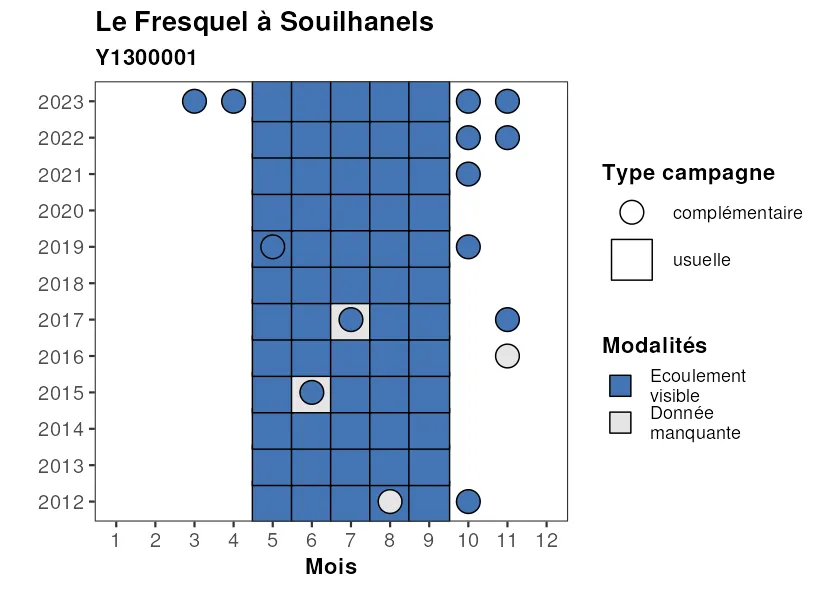 Le Fresquel à Souilhanels
Y1300001
2023
2022
2021
2020
2019
2018
2017
2016
2015
2014
2013
2012
1 2 3 4 5 6 7 8 9 10 11 12
Mois
Type campagne
complémentaire
usuelle
Modalités
Ecoulement
visible
Donnée
manquante